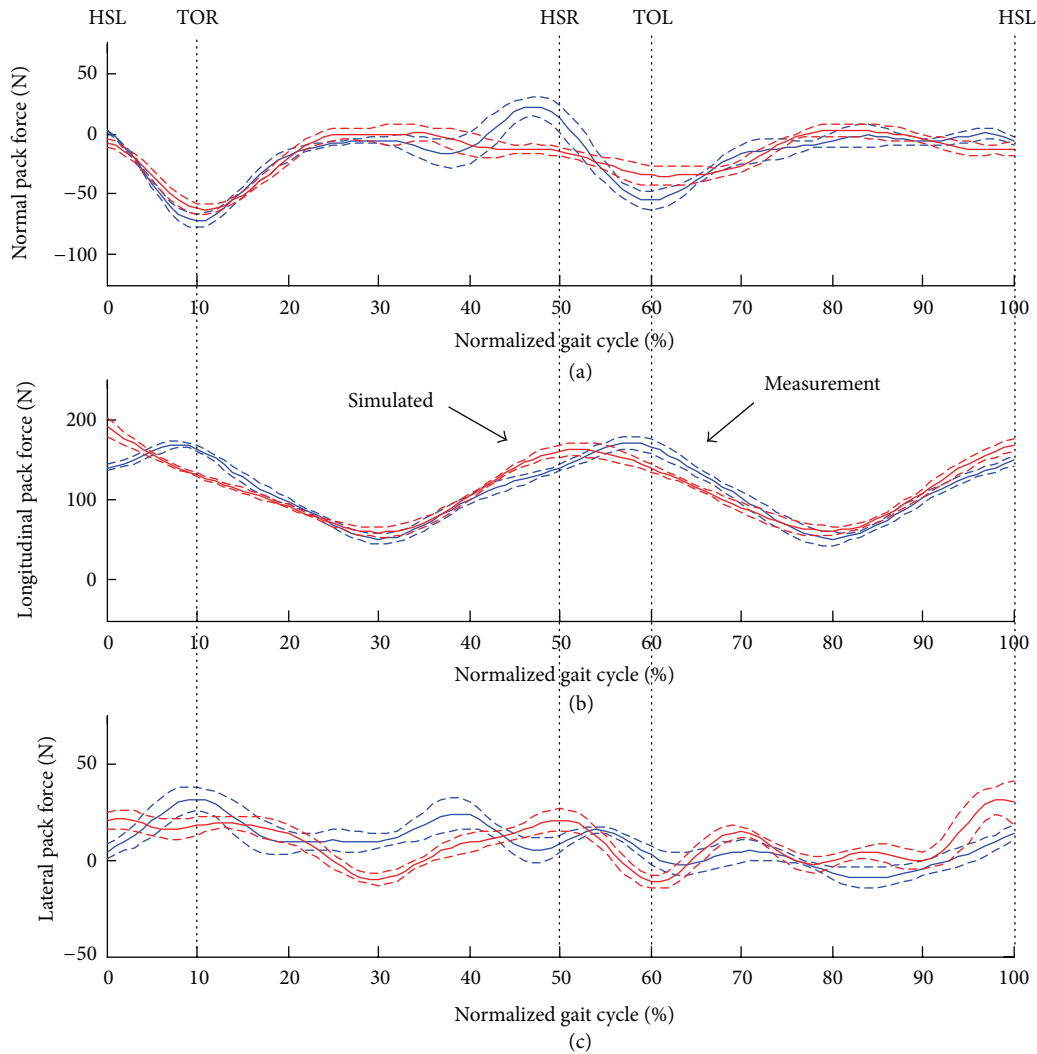 HSL TOR HSR TOL HSL
Normal pack force (N)
50
0
−50
−100
0 10 20 30 40 50 60 70 80 90 100
Normalized gait cycle (%)
(a)
Longitudinal pack force (N)
200
100
0
Simulated
Measurement
0 10 20 30 40 50 60 70 80 90 100
Normalized gait cycle (%)
(b)
Lateral pack force (N)
50
0
−50
0 10 20 30 40 50 60 70 80 90 100
Normalized gait cycle (%)
(c)